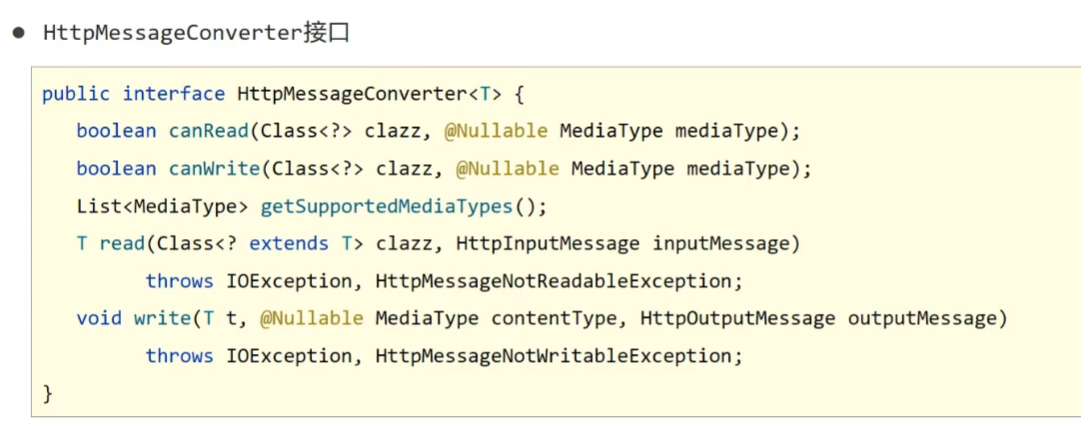 ● HttpMessageConverter接口
public interface HttpMessageConverter<T> {
boolean canRead(Class<?> clazz, @Nullable MediaType mediaType);
boolean canWrite(Class<?> clazz, @Nullable MediaType mediaType);
List<MediaType> getSupportedMediaTypes();
T read(Class<? extends T> clazz, HttpInputMessage inputMessage)
throws IOException, HttpMessageNotReadableException;
void write(T t, @Nullable MediaType contentType, HttpOutputMessage outputMessage)
throws IOException, HttpMessageNotWritableException;
}